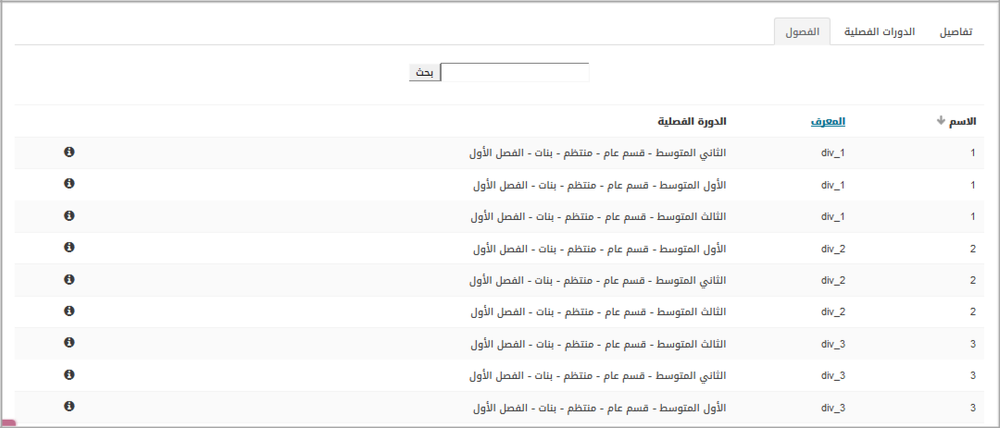 تفاصيل الدورات الفصلية الفصول
بحث
الاسم المعرف الدورة الفصلية
1 div_1 الثاني المتوسط - قسم عام - منتظم - بنات - الفصل الأول
1 div_1 الأول المتوسط - قسم عام - منتظم - بنات - الفصل الأول
1 div_1 الثالث المتوسط - قسم عام - منتظم - بنات - الفصل الأول
2 div_2 الأول المتوسط - قسم عام - منتظم - بنات - الفصل الأول
2 div_2 الثاني المتوسط - قسم عام - منتظم - بنات - الفصل الأول
2 div_2 الثالث المتوسط - قسم عام - منتظم - بنات - الفصل الأول
3 div_3 الثالث المتوسط - قسم عام - منتظم - بنات - الفصل الأول
3 div_3 الثاني المتوسط - قسم عام - منتظم - بنات - الفصل الأول
3 div_3 الأول المتوسط - قسم عام - منتظم - بنات - الفصل الأول